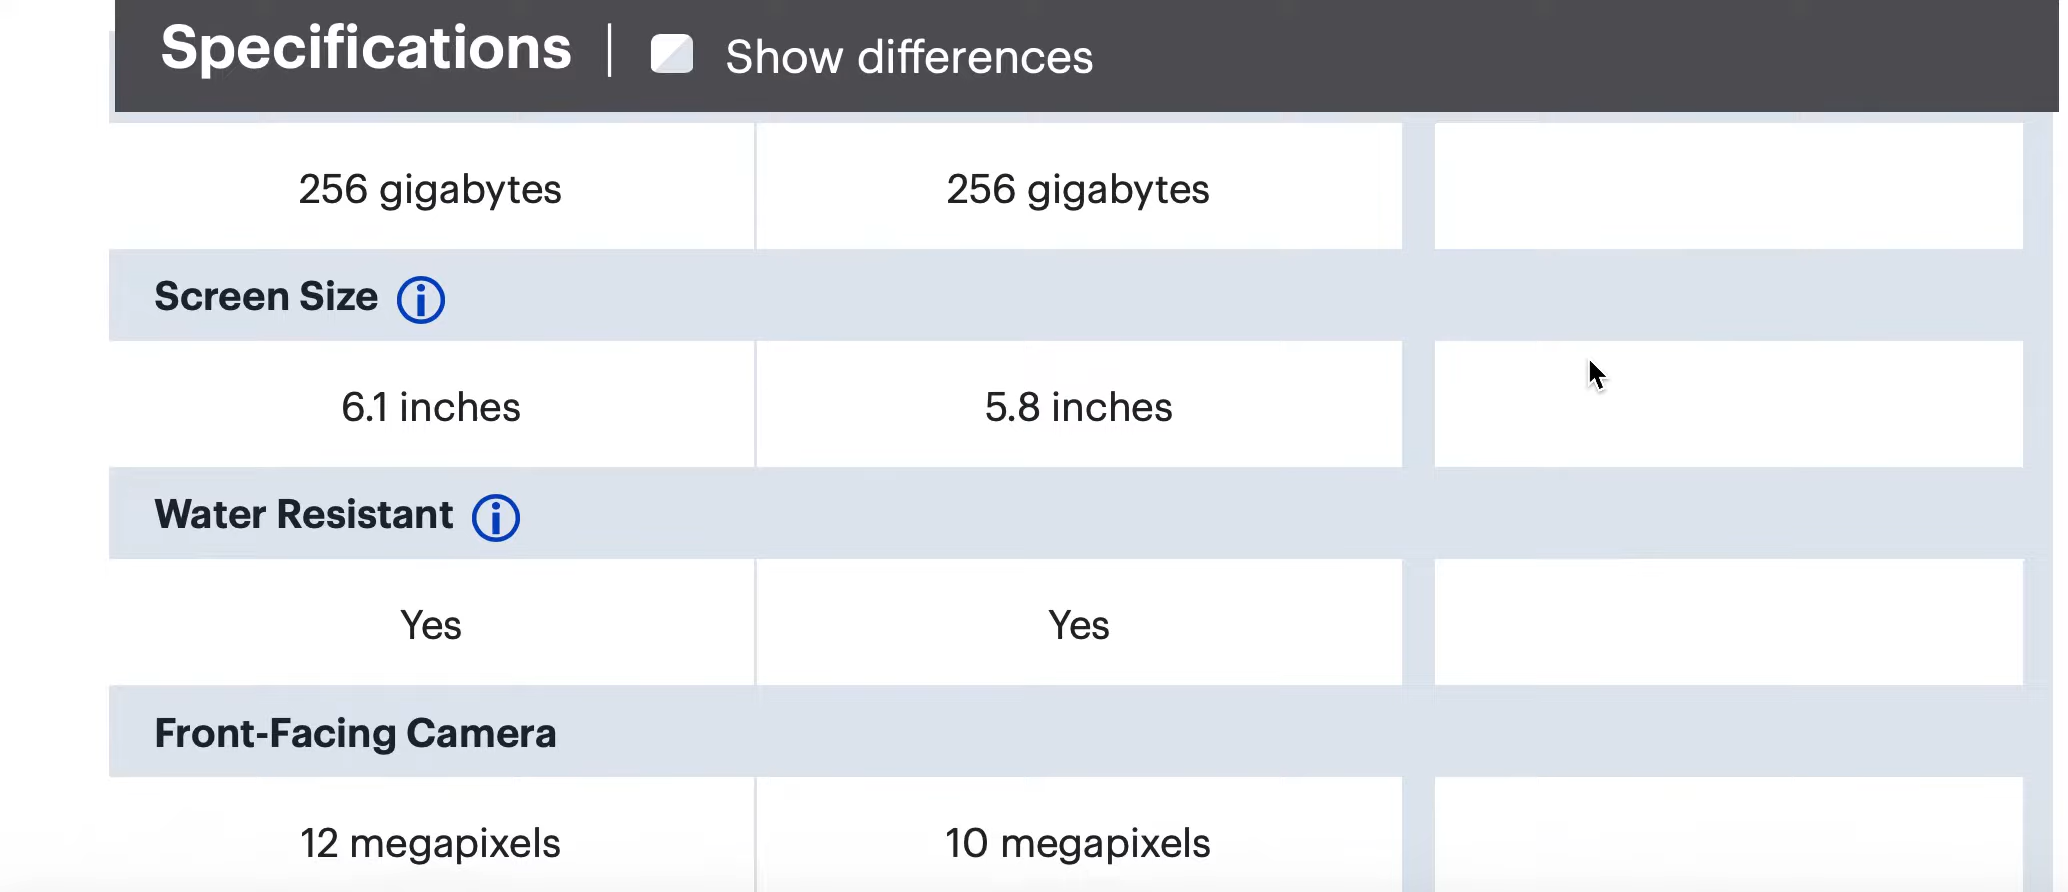 Specifications | Show differences
256 gigabytes 256 gigabytes
Screen Size
6.1 inches 5.8 inches
Water Resistant
Yes Yes
Front-Facing Camera
12 megapixels 10 megapixels